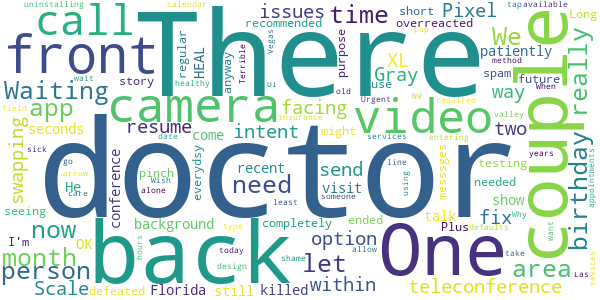 There
doctor
back
One
couple
camera
video
front
call
time
Pixel
issues
We
XL
Gray
way
really
birthday
app
Waiting
HEAL
resume
intent
need
send
two
fix
now
month
person
Scale
option
let
within
area
teleconference
swapping
facing
purpose
regular
patiently
recommended
overreacted
short
story
anyway
spam
future
available
calendar
uninstalling
tap
Long
use
might
come
recent
visit
needed
show
testing
seconds
He
conference
pinch
everydsy
seeing
background
completely
ended
talk
Plus
OK
I'm
defeated
Florida
still
killed
messeges
entering
appointments
Terrible
Vegas
ui
old
pap
Urgent
NV
When
method
required
healthy
insurance
valley
services
years
field
wait
sick
date
go
arrow
care
Wish
alone
least
line
someone
using
hours
today
type
design
shame
allow
defaults
take
Why
want
Las
services